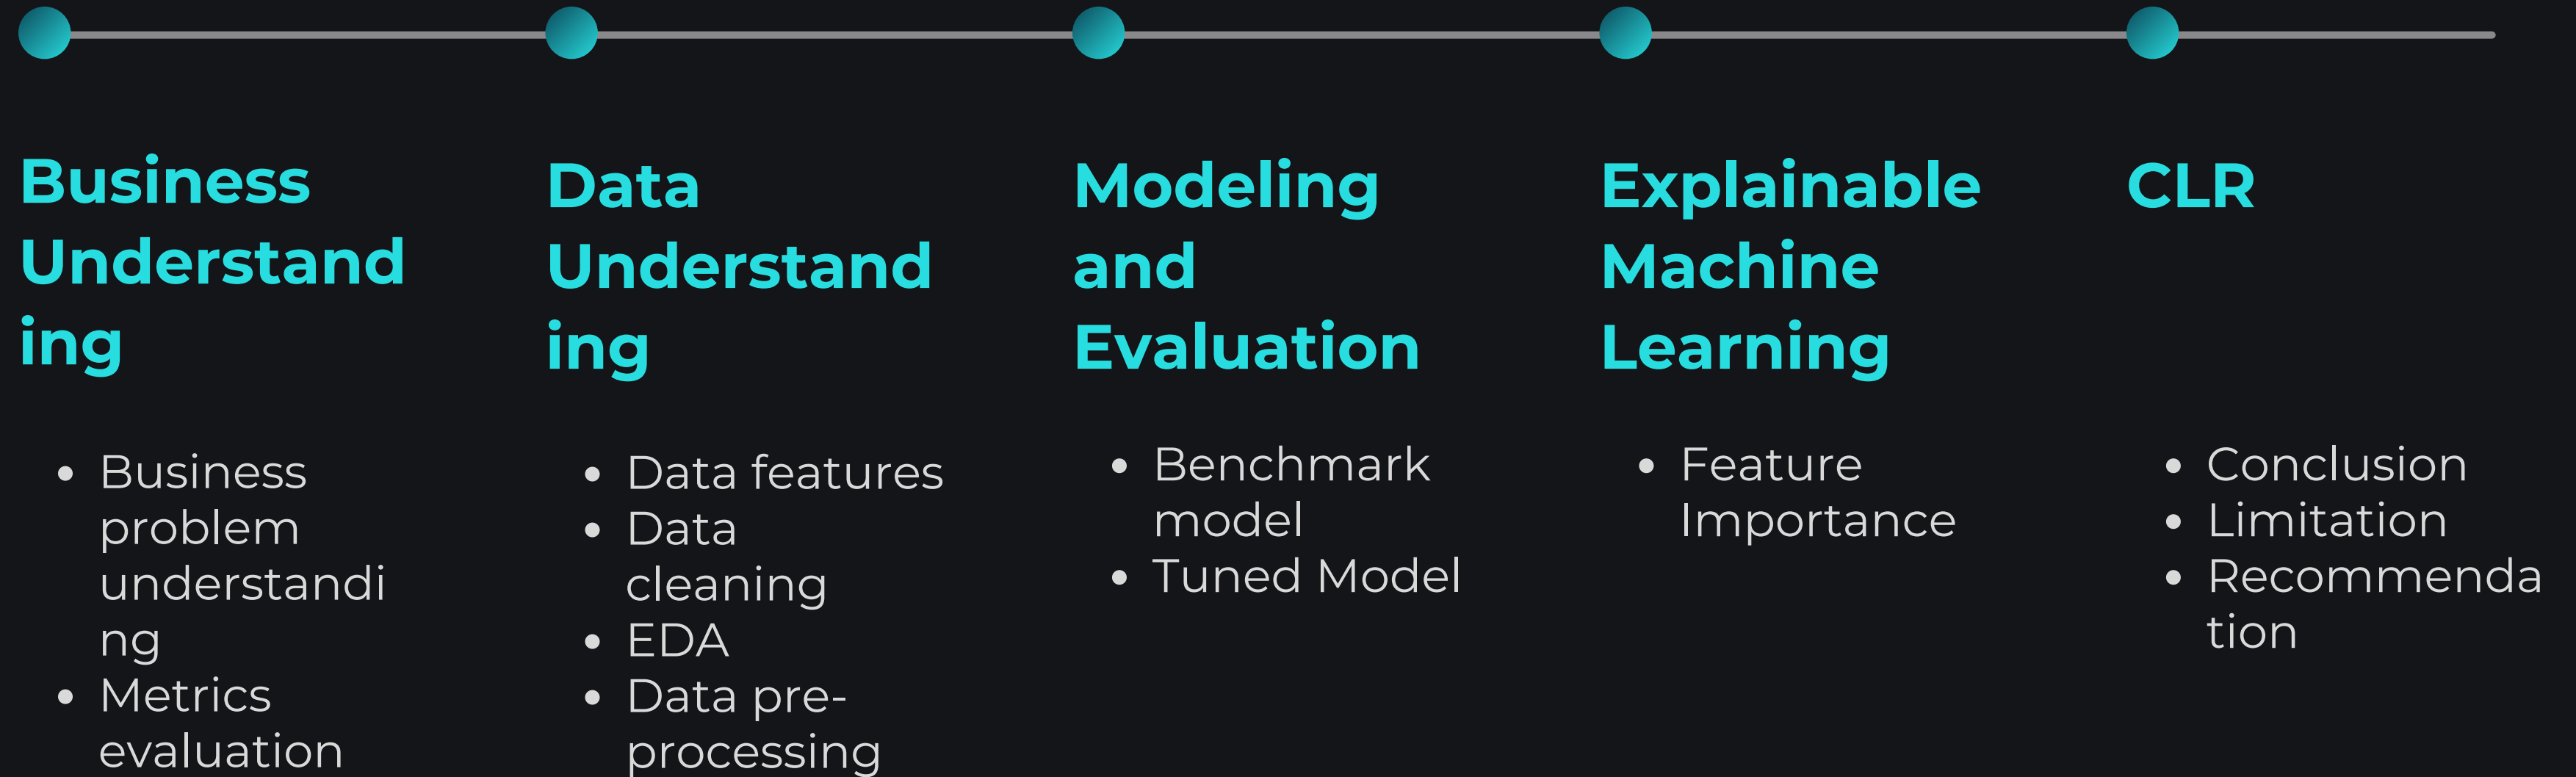 Business
Understand
ing
• Business
problem
understandi
ng
• Metrics
evaluation
Data
Understand
ing
• Data features
• Data
cleaning
• EDA
• Data pre-
processing
Modeling
and
Evaluation
• Benchmark
model
• Tuned Model
Explainable
Machine
Learning
• Feature
Importance
CLR
• Conclusion
• Limitation
• Recommenda
tion